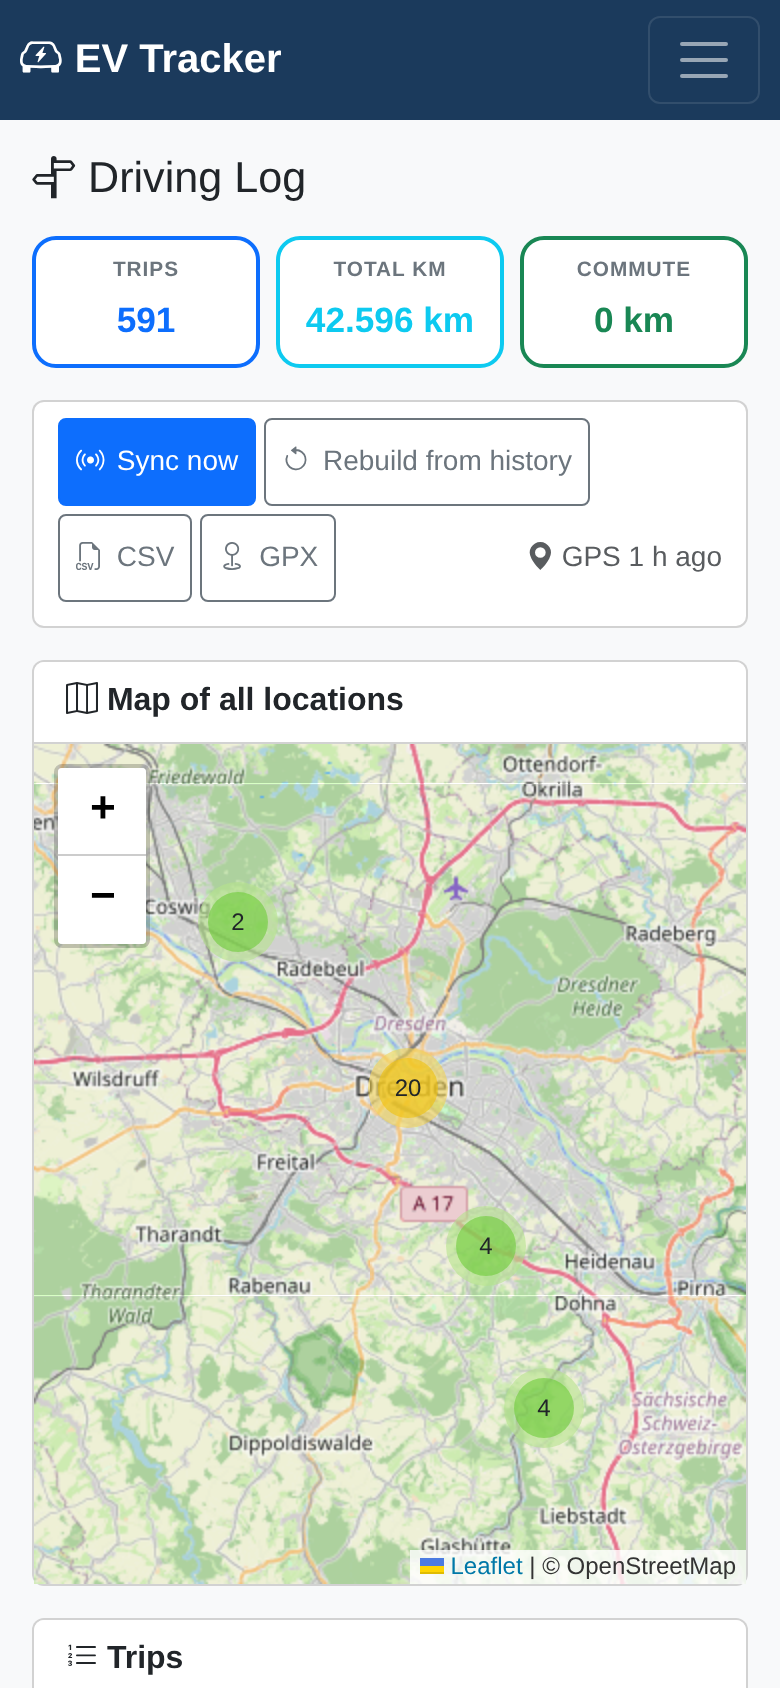 EV Tracker
Driving Log
TRIPS
591
TOTAL KM
42.596 km
COMMUTE
0 km
Sync now
Rebuild from history
CSV
GPX
GPS 1 h ago
Map of all locations
+
−
Friedewald
Ottendorf-
Okrilla
Coswig
2
Radeberg
Radebeul
Dresdner
Heide
Dresden
Wilsdruff
Dresden
20
Freital
A 17
Tharandt
4
Heidenau
Rabenau
Pirna
Tharandter
Wald
Dohna
4
Sächsische
Schweiz-
Osterzgebirge
Dippoldiswalde
Liebstadt
Glashütte
Leaflet | © OpenStreetMap
Trips